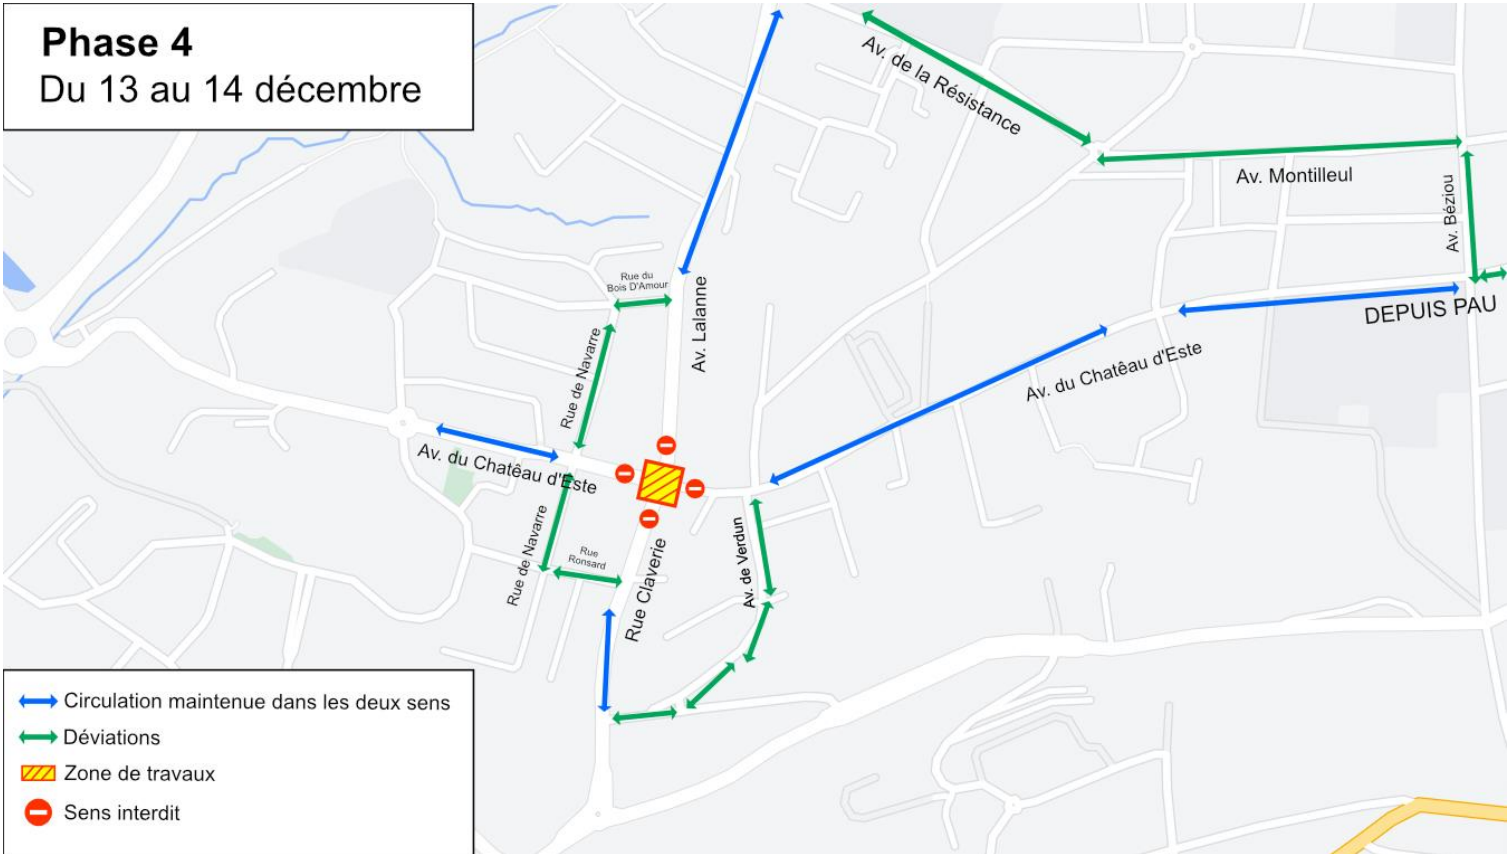 Phase 4
Du 13 au 14 décembre
Av. de la Résistance
Av. Montilleul
Av. Béziou
DEPUIS PAU
Rue du
Bois D'Amour
Av. Lalanne
Rue de Navarre
Av. du Chatêau d'Este
Av. du Chatêau d'Este
Rue de Navarre
Rue
Ronsard
Rue Claverie
Av. de Verdun
Circulation maintenue dans les deux sens
Déviations
Zone de travaux
Sens interdit